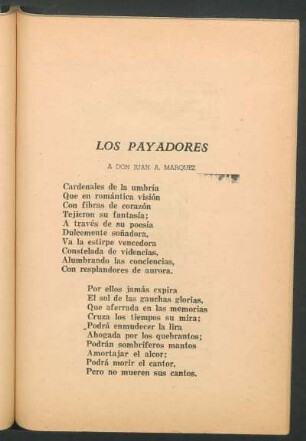 LOS PAYADORES
A DON JUAN A. MARQUEZ
Cardenales de la umbría
Que en romántica visión
Con fibras de corazón
Tejieron su fantasía;
A través de su poesía
Dulcemente soñadora,
Va la estirpe vencedora
Constelada de videncias,
Alumbrando las conciencias,
Con resplandores de aurora.
Por ellos jamás expira
El sol de las gauchas glorias,
Que aferrada en las memorias
Cruza los tiempos su mira;
Podrá enmudecer la lira
Ahogada por los quebrantos;
Podrán sombríferos mantos
Amortajar el alcor;
Podrá morir el cantor,
Pero no mueren sus cantos.